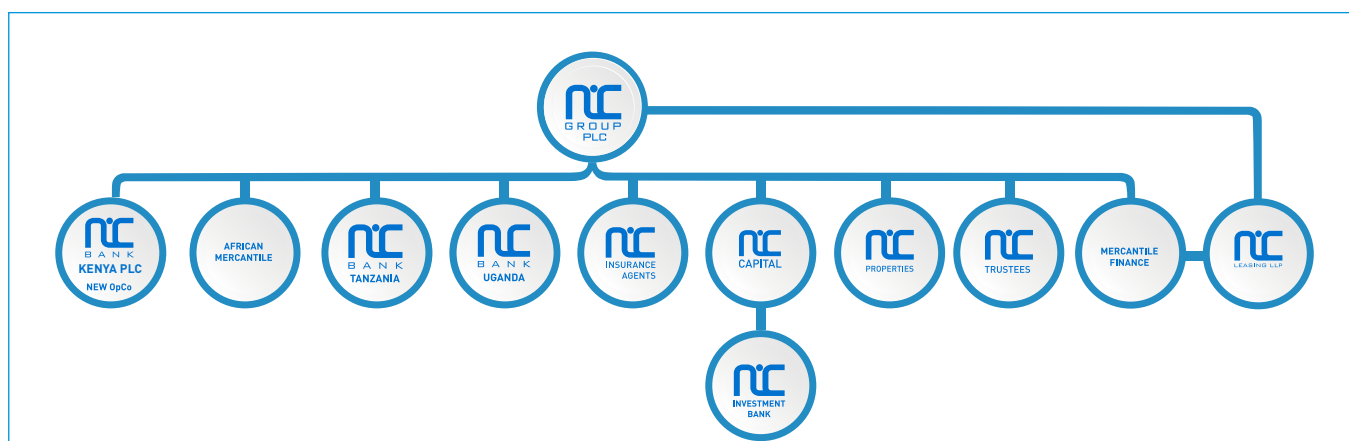 NIC
GROUP
PLC
NIC
BANK
KENYA PLC
NEW OpCo
AFRICAN
MERCANTILE
NIC
BANK
TANZANIA
NIC
BANK
UGANDA
NIC
INSURANCE
AGENTS
NIC
CAPITAL
NIC
PROPERTIES
NIC
TRUSTEES
MERCANTILE
FINANCE
NIC
LEASING LLP
NIC
INVESTMENT
BANK